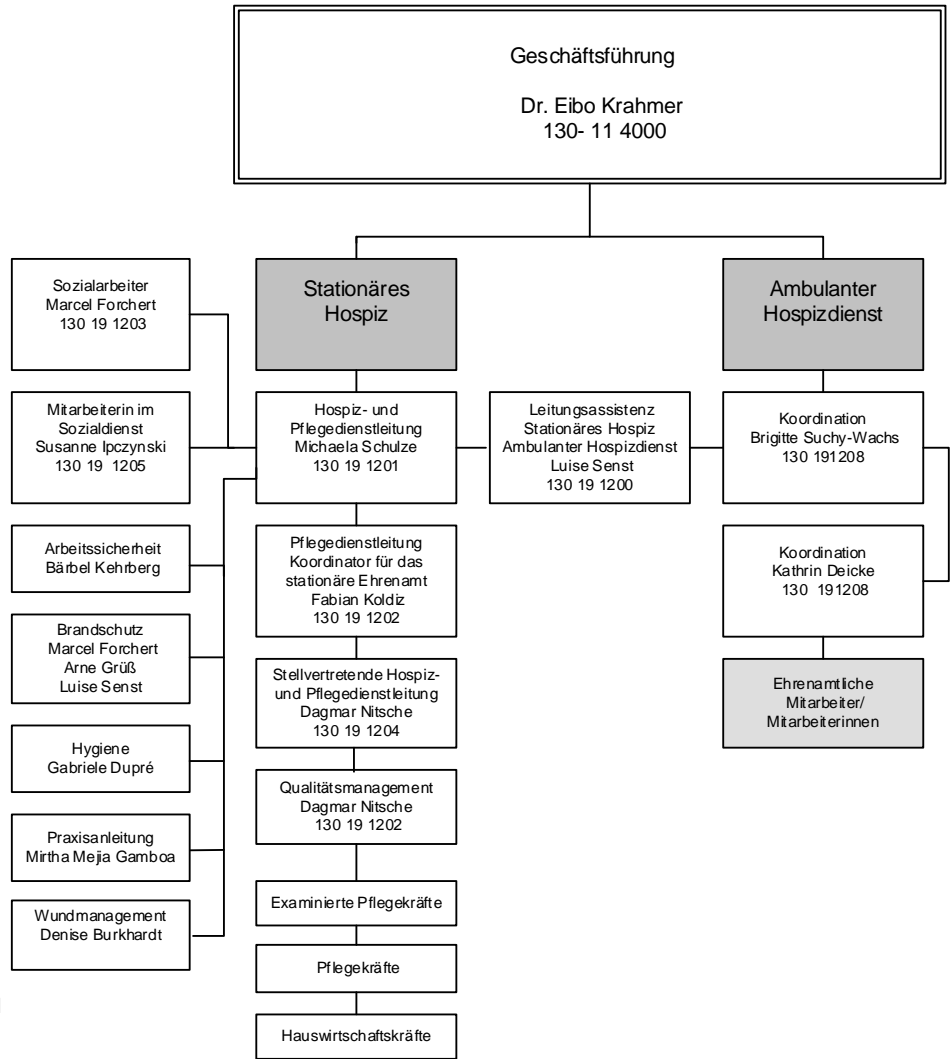 Geschäftsführung
Dr. Eibo Krahmer
130- 11 4000
Sozialarbeiter
Marcel Forchert
130 19 1203
Mitarbeiterin im
Sozialdienst
Susanne Ipczynski
130 19 1205
Arbeitssicherheit
Bärbel Kehrberg
Brandschutz
Marcel Forchert
Arne Grüß
Luise Senst
Hygiene
Gabriele Dupré
Praxisanleitung
Mirtha Mejia Gamboa
Wundmanagement
Denise Burkhardt
Stationäres
Hospiz
Hospiz- und
Pflegedienstleitung
Michaela Schulze
130 19 1201
Pflegedienstleitung
Koordinator für das
stationäre Ehrenamt
Fabian Koldiz
130 19 1202
Stellvertretende Hospiz-
und Pflegedienstleitung
Dagmar Nitsche
130 19 1204
Qualitätsmanagement
Dagmar Nitsche
130 19 1202
Examinierte Pflegekräfte
Pflegekräfte
Hauswirtschaftskräfte
Leitungsassistenz
Stationäres Hospiz
Ambulanter Hospizdienst
Luise Senst
130 19 1200
Ambulanter
Hospizdienst
Koordination
Brigitte Suchy-Wachs
130 191208
Koordination
Kathrin Deicke
130 191208
Ehrenamtliche
Mitarbeiter/
Mitarbeiterinnen